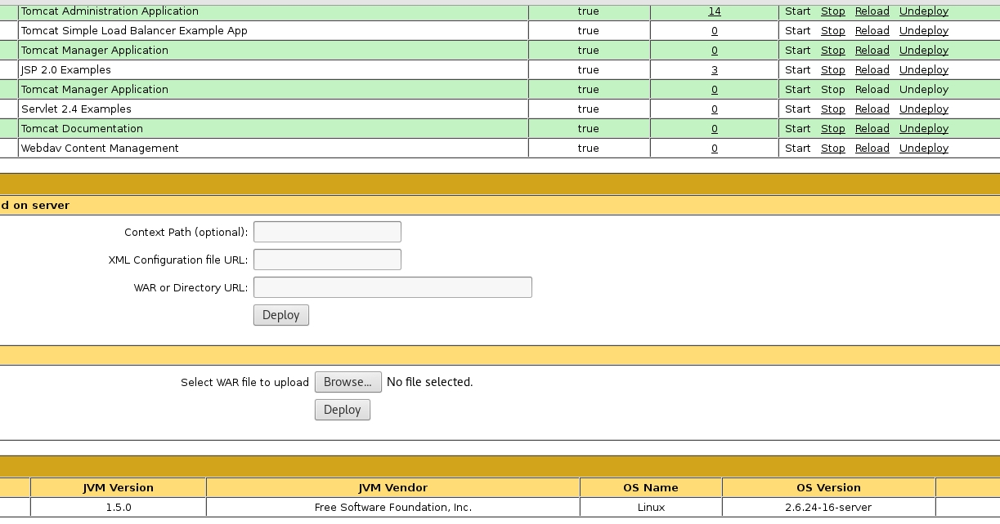 Tomcat Administration Application true 14 Start Stop Reload Undeploy
Tomcat Simple Load Balancer Example App true 0 Start Stop Reload Undeploy
Tomcat Manager Application true 0 Start Stop Reload Undeploy
JSP 2.0 Examples true 3 Start Stop Reload Undeploy
Tomcat Manager Application true 0 Start Stop Reload Undeploy
Servlet 2.4 Examples true 0 Start Stop Reload Undeploy
Tomcat Documentation true 0 Start Stop Reload Undeploy
Webdav Content Management true 0 Start Stop Reload Undeploy
d on server
Context Path (optional):
XML Configuration file URL:
WAR or Directory URL:
Deploy
Select WAR file to upload Browse... No file selected.
Deploy
JVM Version JVM Vendor OS Name OS Version
1.5.0 Free Software Foundation, Inc. Linux 2.6.24-16-server